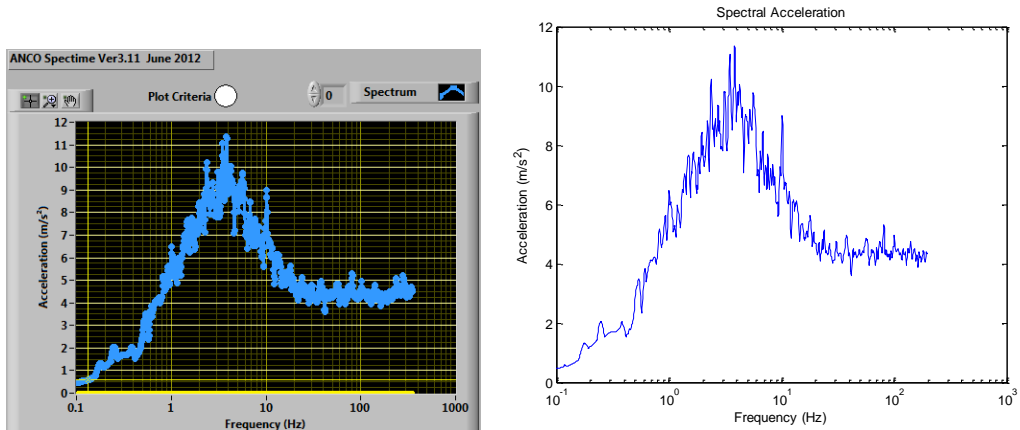 ANCO Spectime Ver3.11 June 2012
Plot Criteria
0
Spectrum
Acceleration (m/s²)
12
11
10
9
8
7
6
5
4
3
2
1
0
0.1 1 10 100 1000
Frequency (Hz)
Spectral Acceleration
Acceleration (m/s⁻²)
12
10
8
6
4
2
0
10⁻¹ 10⁰ 10¹ 10² 10³
Frequency (Hz)